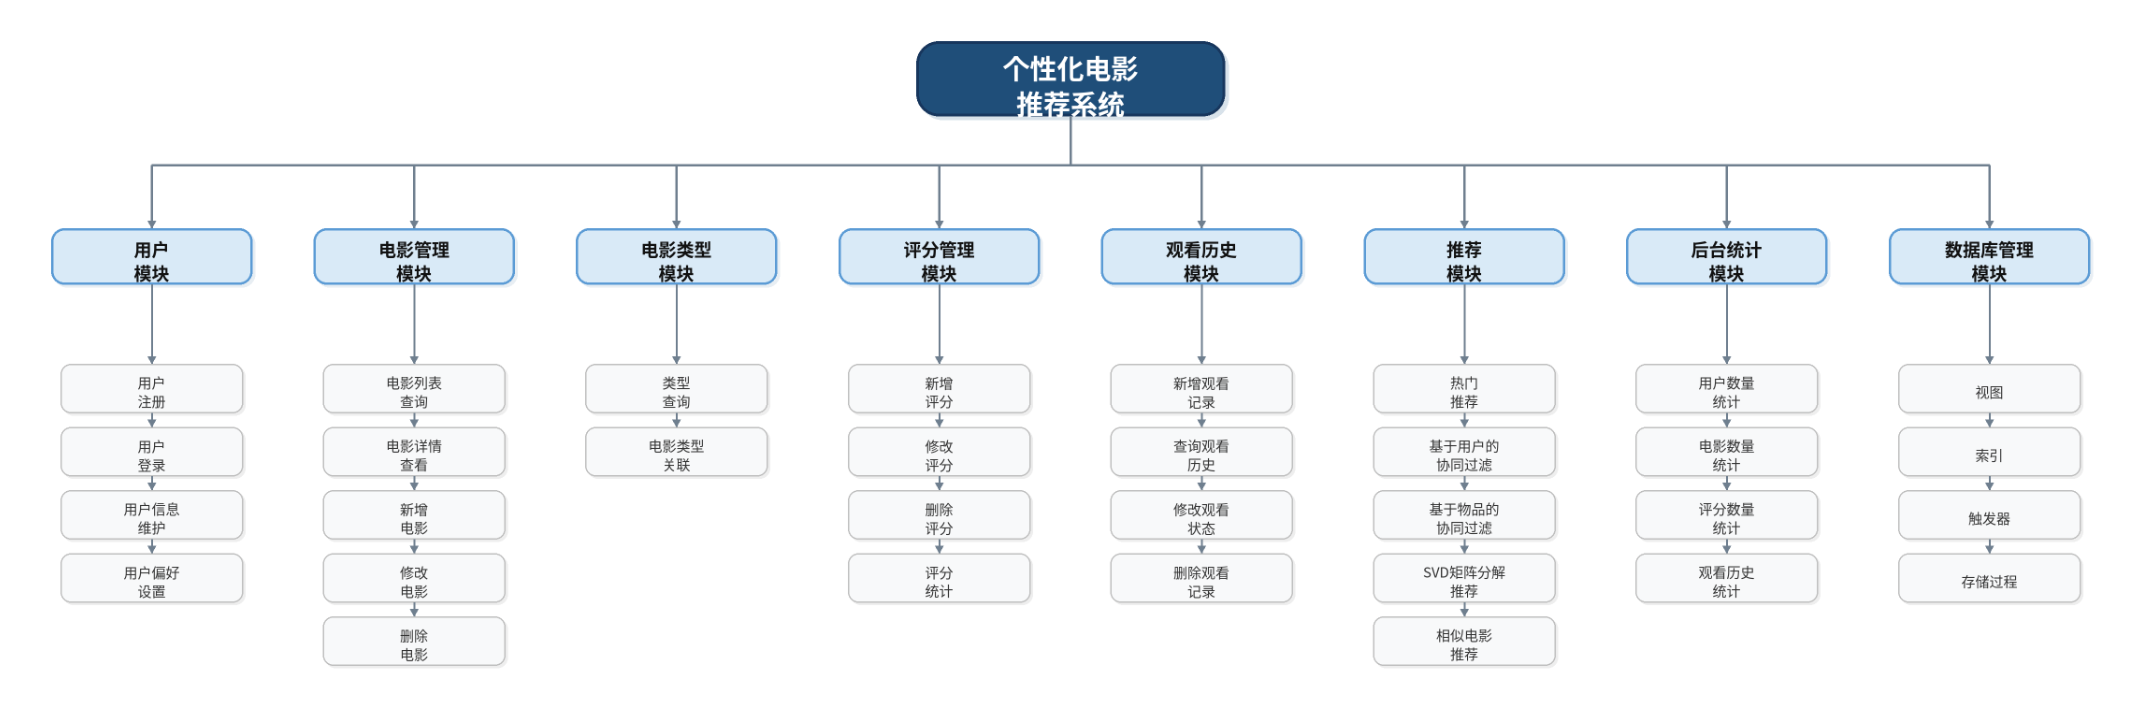 个性化电影
推荐系统
用户
模块
电影管理
模块
电影类型
模块
评分管理
模块
观看历史
模块
推荐
模块
后台统计
模块
数据库管理
模块
用户
注册
用户
登录
用户信息
维护
用户偏好
设置
电影列表
查询
电影详情
查看
新增
电影
修改
电影
删除
电影
类型
查询
电影类型
关联
新增
评分
修改
评分
删除
评分
评分
统计
新增观看
记录
查询观看
历史
修改观看
状态
删除观看
记录
热门
推荐
基于用户的
协同过滤
基于物品的
协同过滤
SVD矩阵分解
推荐
相似电影
推荐
用户数量
统计
电影数量
统计
评分数量
统计
观看历史
统计
视图
索引
触发器
存储过程